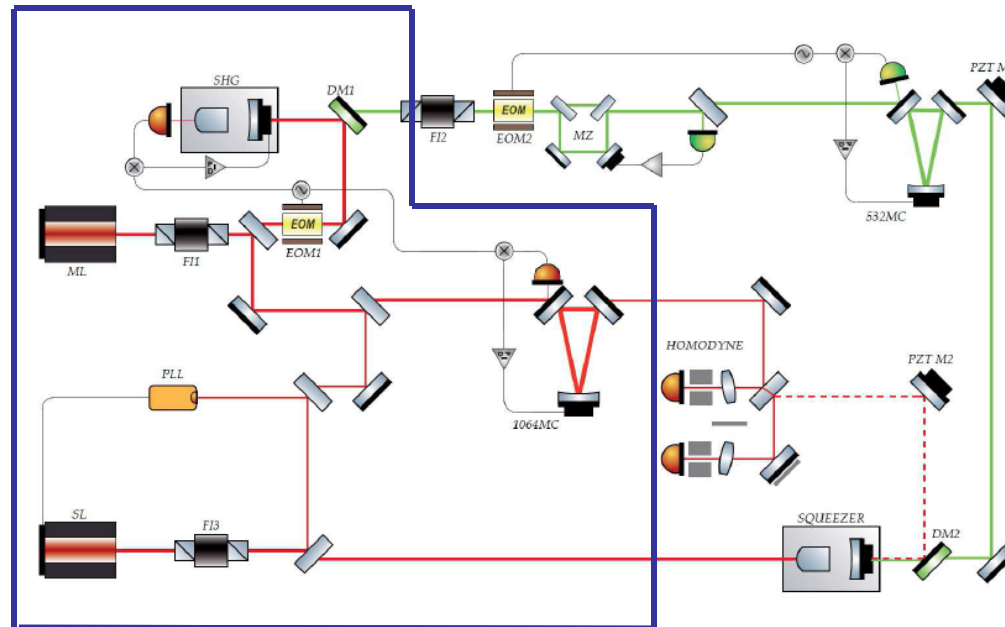 SHG
DM1
FI2
EOM
EOM2
MZ
PZT M
532MC
ML
FI1
EOM
EOM1
1064MC
HOMODYNE
PZT M2
PLL
SL
FI3
SQUEEZER
DM2